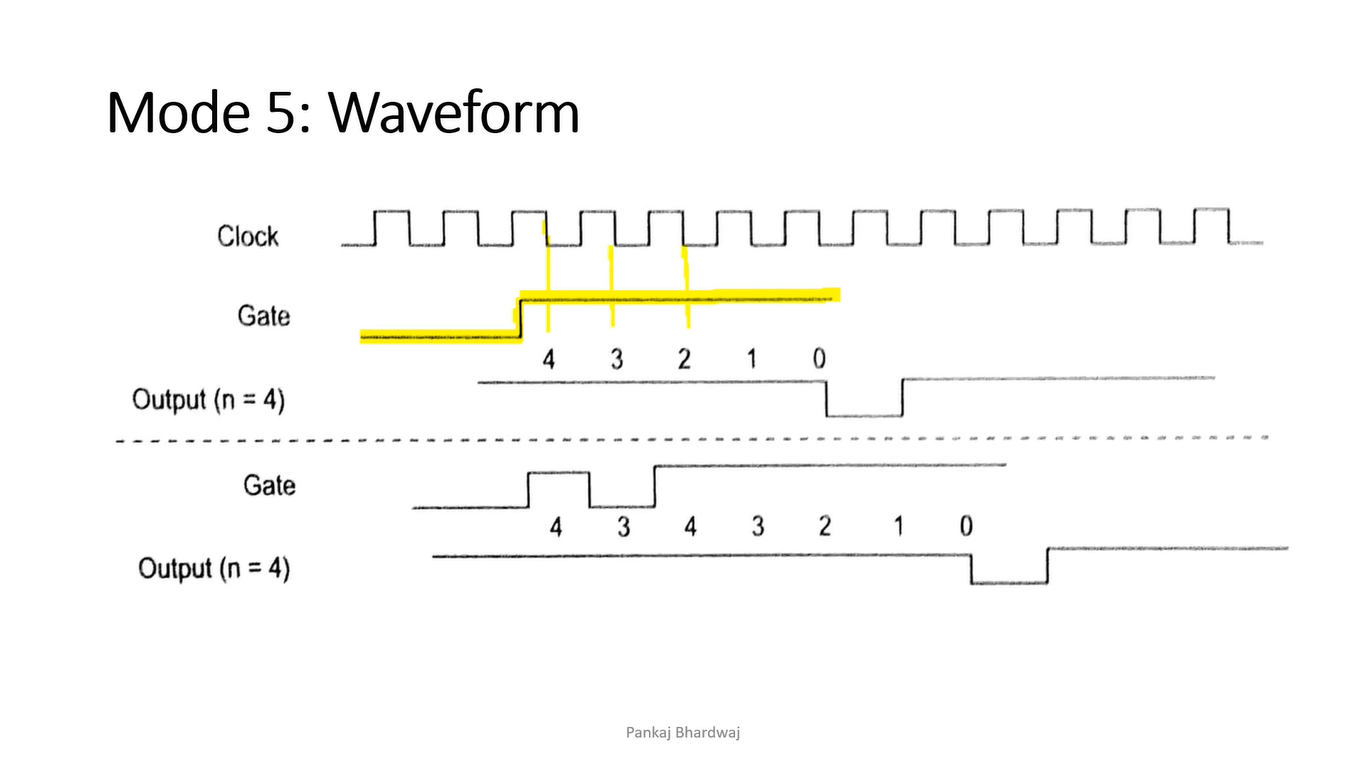 Mode 5: Waveform
Clock
Gate
4 3 2 1 0
Output (n = 4)
Gate
4 3 4 3 2 1 0
Output (n = 4)
Pankaj Bhardwaj